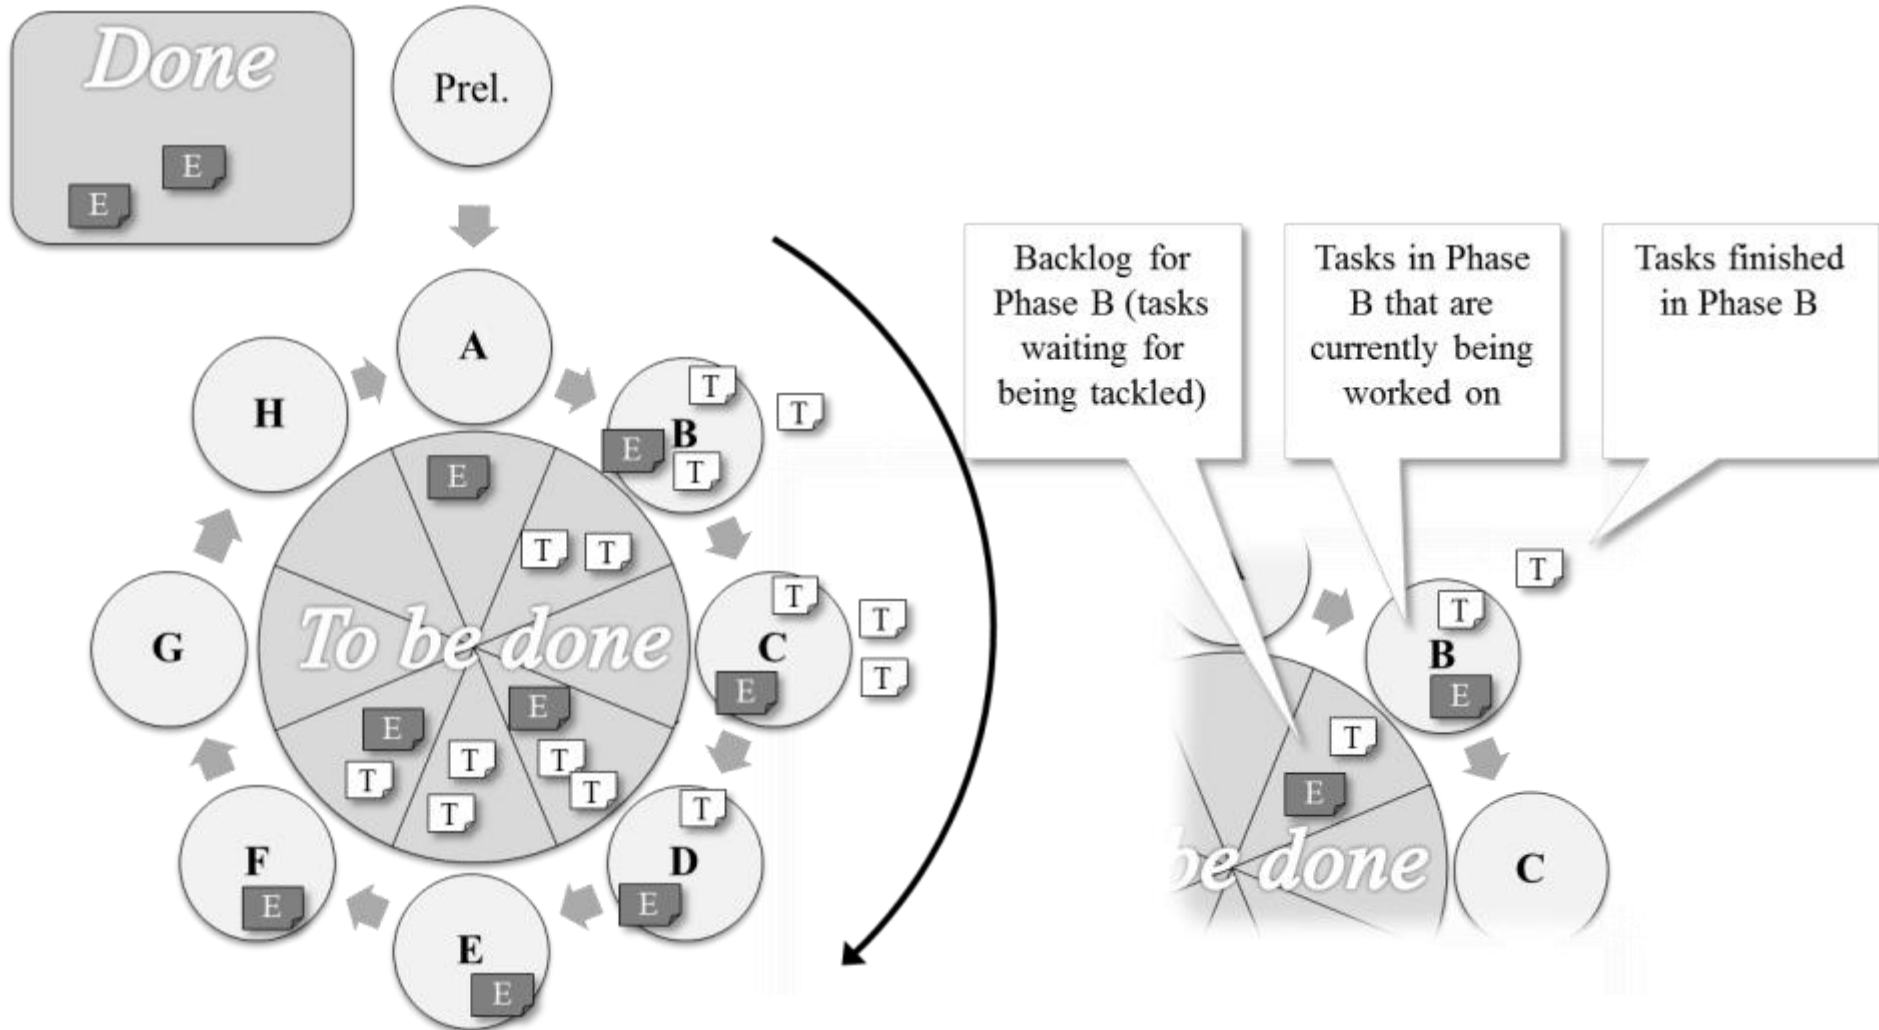 Done
E
E
Prel.
A
B
T
T
E
T
C
T
E
T
T
D
T
E
E
E
F
E
G
H
To be done
E
T
T
E
T
T
T
T
E
T
Backlog for
Phase B (tasks
waiting for
being tackled)
Tasks in Phase
B that are
currently being
worked on
Tasks finished
in Phase B
T
T
B
E
T
E
be done
C